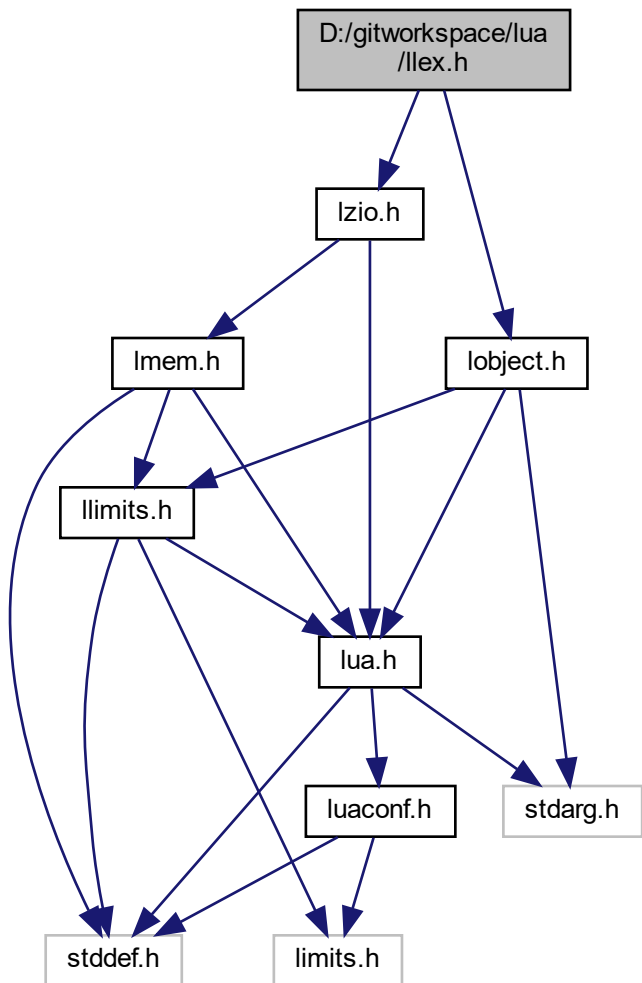 D:/gitworkspace/lua
/llex.h
lzio.h
lmem.h
lobject.h
llimits.h
lua.h
luaconf.h
stdarg.h
stddef.h
limits.h